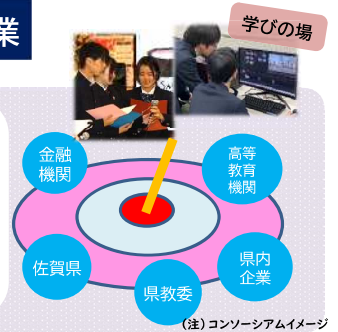 業
学びの場
金融
機関
高等
教育
機関
佐賀県
県教委
県内
企業
(注)コンソーシアムイメージ